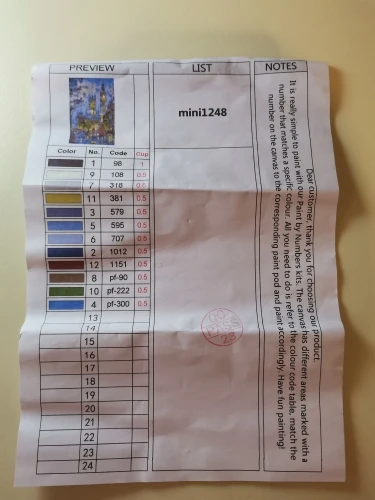 PREVIEW LIST NOTES
mini1248
Color No. Code Cup
1 98 1
9 108 0.5
7 318 0.5
11 381 0.5
3 579 0.5
5 595 0.5
6 707 0.5
2 1012 0.5
12 1151 0.5
8 pf-90 0.5
10 pf-222 0.5
4 pf-300 0.5
13
14
15
16
17
18
19
20
21
22
23
24
Dear customer, thank you for choosing our product.
It is really simple to paint with our Paint by Numbers kits. The canvas has different areas marked with a
number that matches a specific colour. All you need to do is refer to the colour code table, match the
number on the canvas to the corresponding paint pod and paint accordingly. Have fun painting!